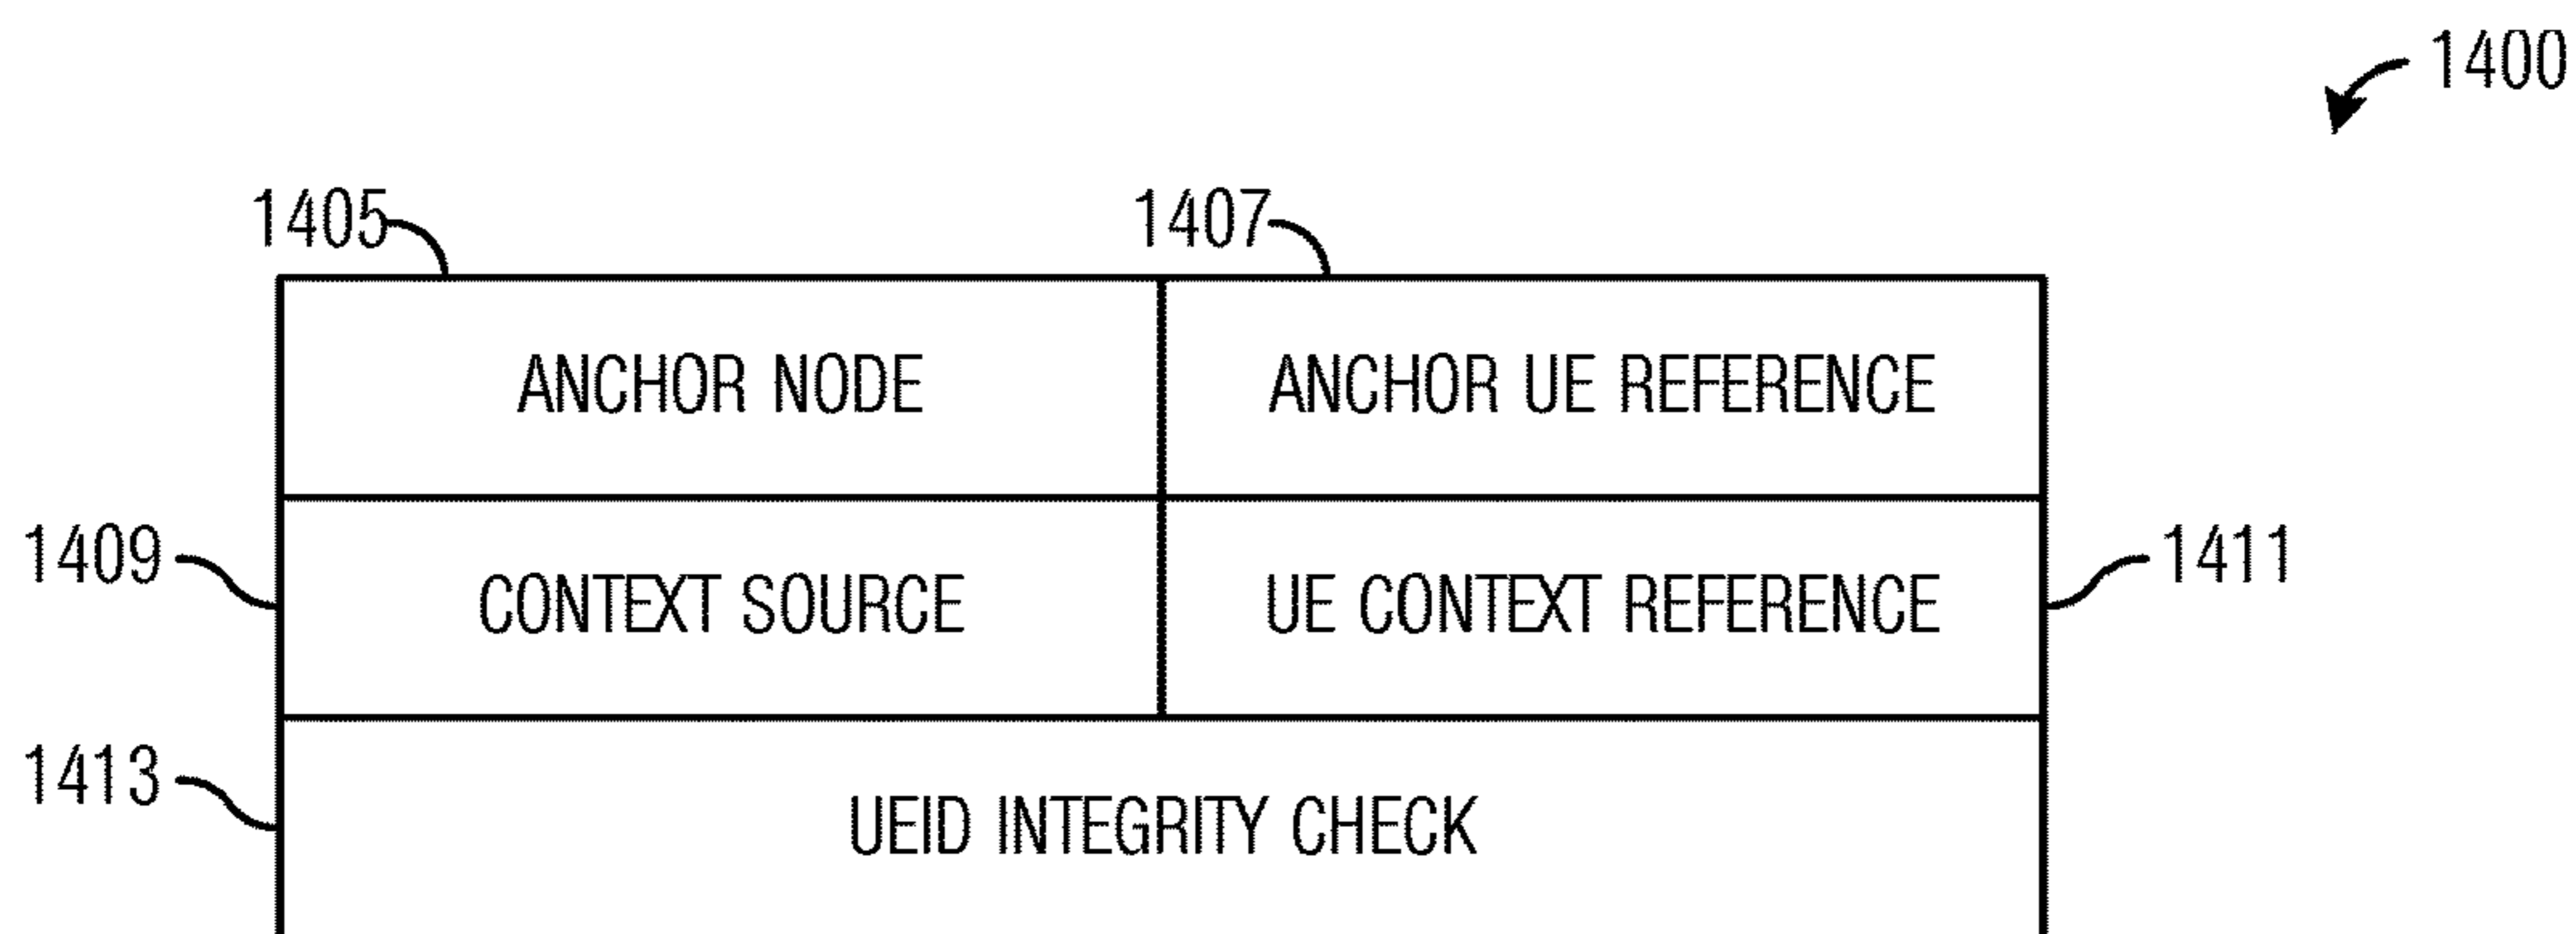 1400
1405 1407
ANCHOR NODE ANCHOR UE REFERENCE
1409 CONTEXT SOURCE UE CONTEXT REFERENCE 1411
1413 UEID INTEGRITY CHECK